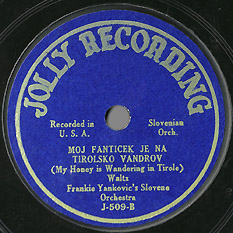 JOLLY RECORDING
Recorded in U. S. A.
Slovenian Orch.
MOJ FANTICEK JE NA
TIROLSKO VANDROV
(My Honey is Wandering in Tirole)
Waltz
Frankie Yankovic's Slovene
Orchestra
J-509-B